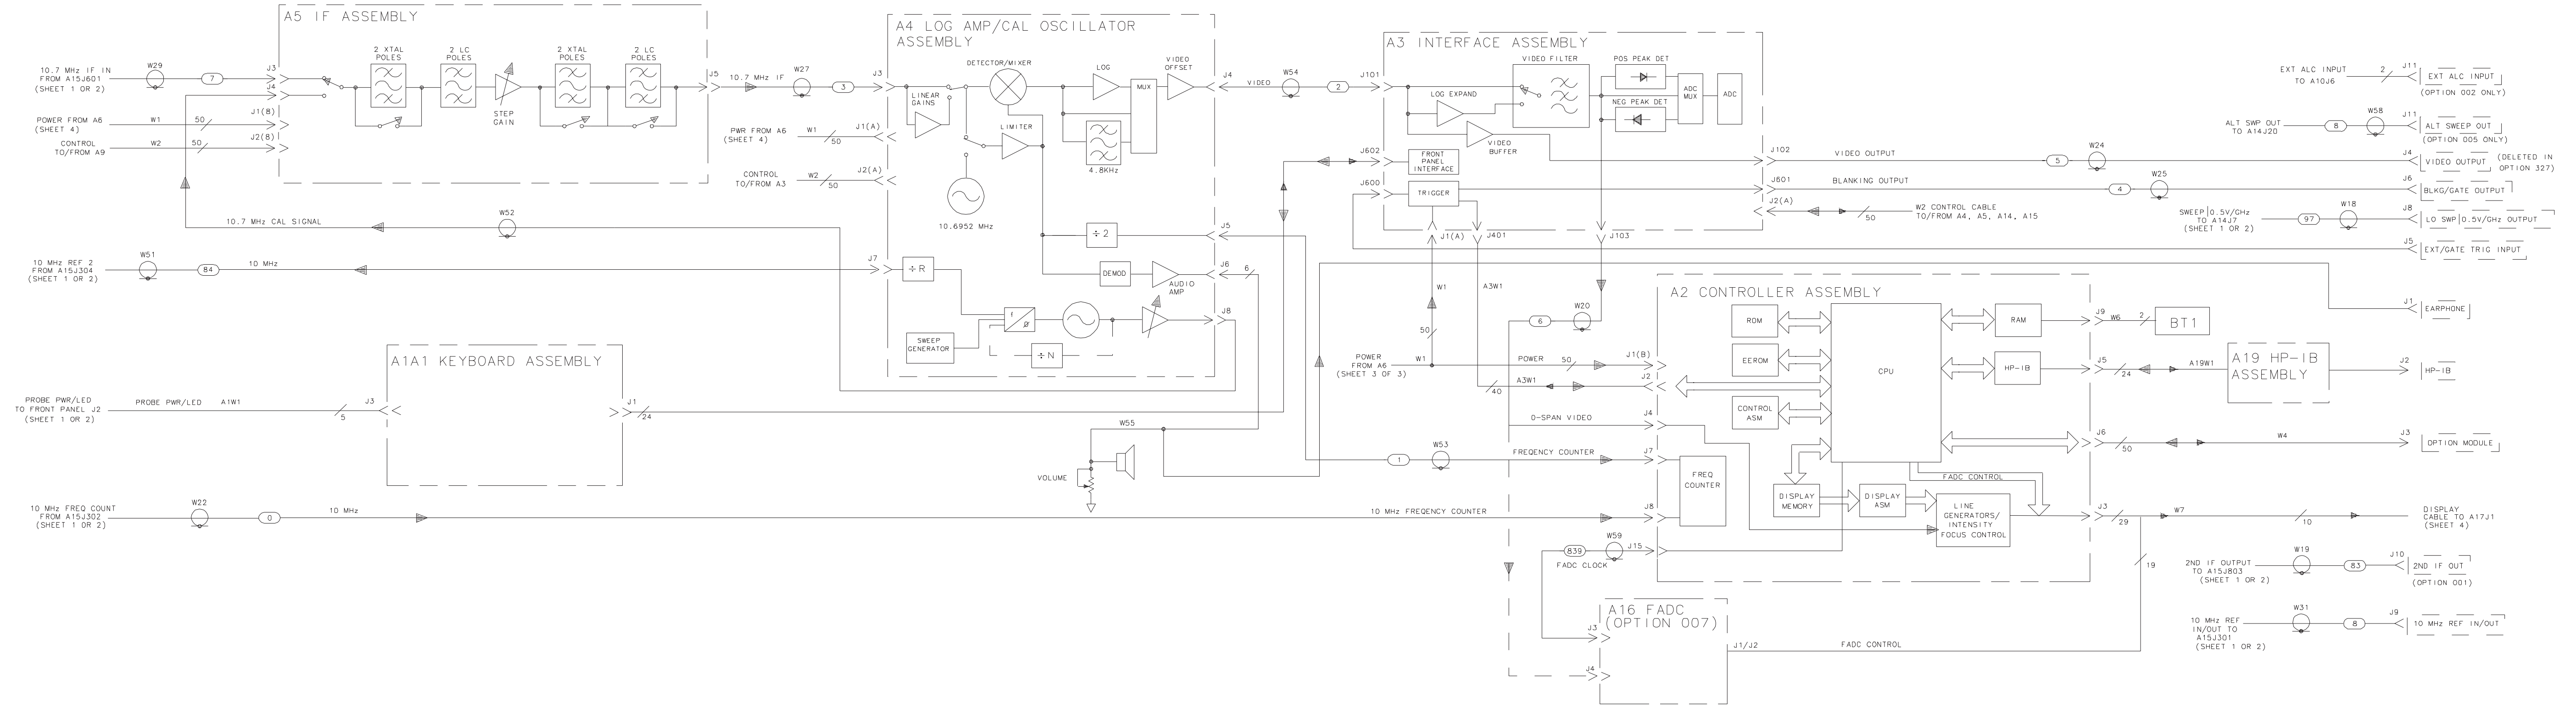 A5 IF ASSEMBLY
10.7 MHz IF IN
FROM A15J601
(SHEET 1 OR 2)
W29
7
J3
J4
2 XTAL
POLES
2 LC
POLES
STEP
GAIN
2 XTAL
POLES
2 LC
POLES
J5
POWER FROM A6
(SHEET 4)
W1
50
J1(B)
CONTROL
TO/FROM A9
W2
50
J2(B)
10.7 MHz CAL SIGNAL
W52
10 MHz REF 2
FROM A15J304
(SHEET 1 OR 2)
W51
84
10 MHz
10.7 MHz IF
W27
3
A4 LOG AMP/CAL OSCILLATOR
ASSEMBLY
J3
LINEAR
GAINS
DETECTOR/MIXER
LOG
MUX
VIDEO
OFFSET
J4
4.8KHz
LIMITER
10.6952 MHz
PWR FROM A6
(SHEET 4)
W1
50
J1(A)
CONTROL
TO/FROM A3
W2
50
J2(A)
÷ 2
J5
DEMOD
AUDIO
AMP
J6
6
J7
÷ R
SWEEP
GENERATOR
f
Ø
÷ N
J8
VIDEO
W54
2
A3 INTERFACE ASSEMBLY
J101
VIDEO FILTER
LOG EXPAND
VIDEO
BUFFER
POS PEAK DET
NEG PEAK DET
ADC
MUX
ADC
J602
FRONT
PANEL
INTERFACE
J600
TRIGGER
J1(A)
J401
J103
J102
J601
J2(A)
VIDEO OUTPUT
5
W24
BLANKING OUTPUT
4
W25
50
W2 CONTROL CABLE
TO/FROM A4, A5, A14, A15
EXT ALC INPUT
TO A10J6
2
J11
EXT ALC INPUT
(OPTION 002 ONLY)
ALT SWP OUT
TO A14J20
8
W58
J11
ALT SWEEP OUT
(OPTION 005 ONLY)
J4
VIDEO OUTPUT
(DELETED IN
OPTION 327)
J6
BLKG/GATE OUTPUT
SWEEP|0.5V/GHz
TO A14J7
(SHEET 1 OR 2)
97
W18
J8
LO SWP|0.5V/GHz OUTPUT
J5
EXT/GATE TRIG INPUT
J1
EARPHONE
A1A1 KEYBOARD ASSEMBLY
PROBE PWR/LED
TO FRONT PANEL J2
(SHEET 1 OR 2)
PROBE PWR/LED
A1W1
5
J3
J1
24
10 MHz FREQ COUNT
FROM A15J302
(SHEET 1 OR 2)
W22
0
10 MHz
10 MHz FREQENCY COUNTER
W55
VOLUME
1
W53
FREQENCY COUNTER
W1
50
A3W1
6
W20
POWER
FROM A6
(SHEET 3 OF 3)
W1
POWER
50
40
A3W1
0-SPAN VIDEO
A2 CONTROLLER ASSEMBLY
J1(B)
J2
J4
J7
J8
J15
ROM
EEROM
CONTROL
ASM
CPU
RAM
HP-IB
FREQ
COUNTER
DISPLAY
MEMORY
DISPLAY
ASM
FADC CONTROL
LINE
GENERATORS/
INTENSITY
FOCUS CONTROL
J9
W6
2
BT1
J5
24
A19W1
A19 HP-IB
ASSEMBLY
J2
HP-IB
J6
50
W4
J3
OPTION MODULE
J3
29
W7
10
DISPLAY
CABLE TO A17J1
(SHEET 4)
19
839
W59
FADC CLOCK
A16 FADC
(OPTION 007)
J3
J4
J1/J2
FADC CONTROL
2ND IF OUTPUT
TO A15J803
(SHEET 1 OR 2)
W19
83
J10
2ND IF OUT
(OPTION 001)
10 MHz REF
IN/OUT TO
A15J301
(SHEET 1 OR 2)
W31
8
J9
10 MHz REF IN/OUT